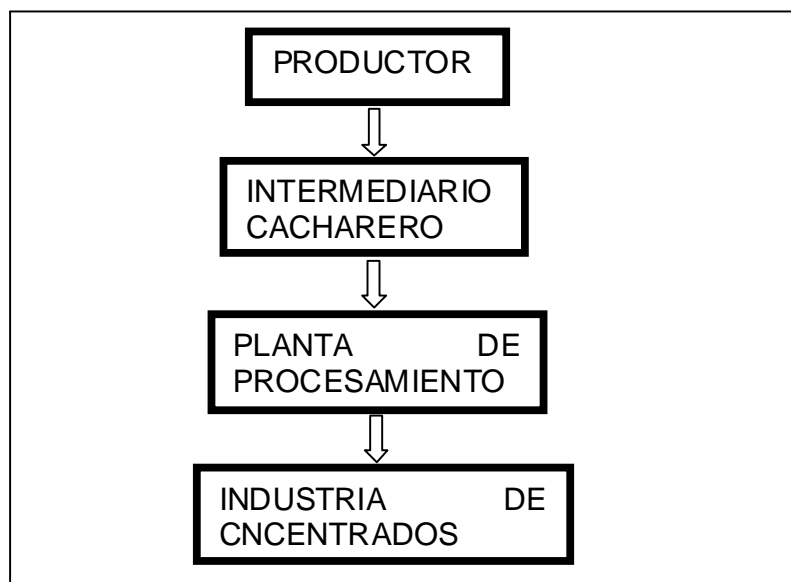 PRODUCTOR
INTERMEDIARIO
CACHARERO
PLANTA DE
PROCESAMIENTO
INDUSTRIA DE
CNCENTRADOS